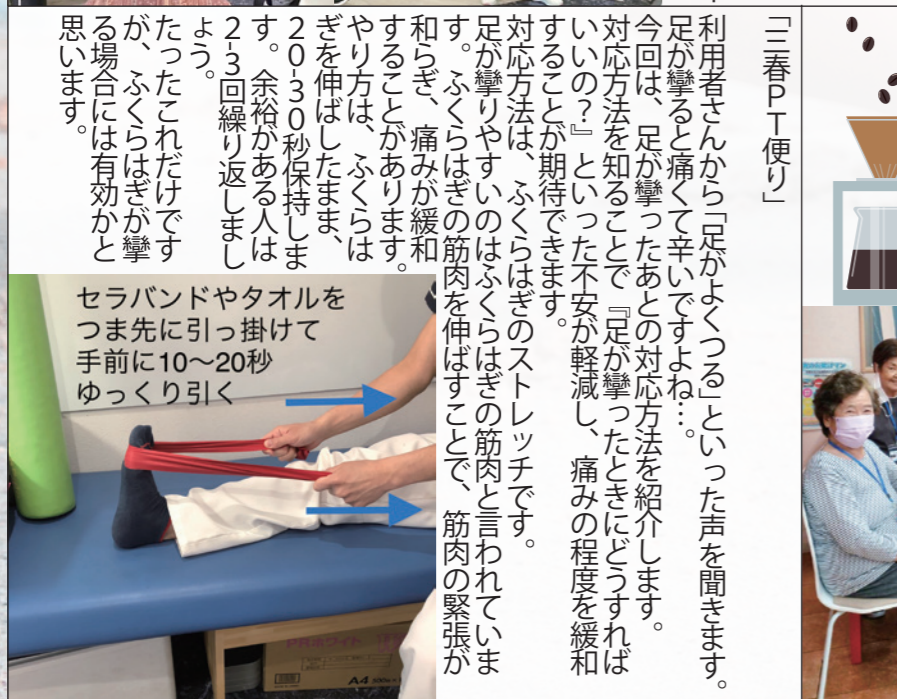 「三春PT便り」
利用者さんから「足がよくつる」といった声を聞きます。
足が攣ると痛くて辛いですよね…。
今回は、足が攣ったあとの対応方法を紹介します。
対応方法を知ることで『足が攣ったときにどうすれば
いいの？』といった不安が軽減し、痛みの程度を緩和
することが期待できます。
対応方法は、ふくらはぎのストレッチです。
足が攣りやすいのはふくらはぎの筋肉と言われていま
す。ふくらはぎの筋肉を伸ばすことで、筋肉の緊張が
和らぎ、痛みが緩和
することがあります。
やり方は、ふくらは
ぎを伸ばしたまま、
20-30秒保持しま
す。余裕がある人は
2-3回繰り返しまし
ょう。
たったこれだけです
が、ふくらはぎが攣
る場合には有効かと
思います。
セラバンドやタオルを
つま先に引っ掛けて
手前に10〜20秒
ゆっくり引く
A4